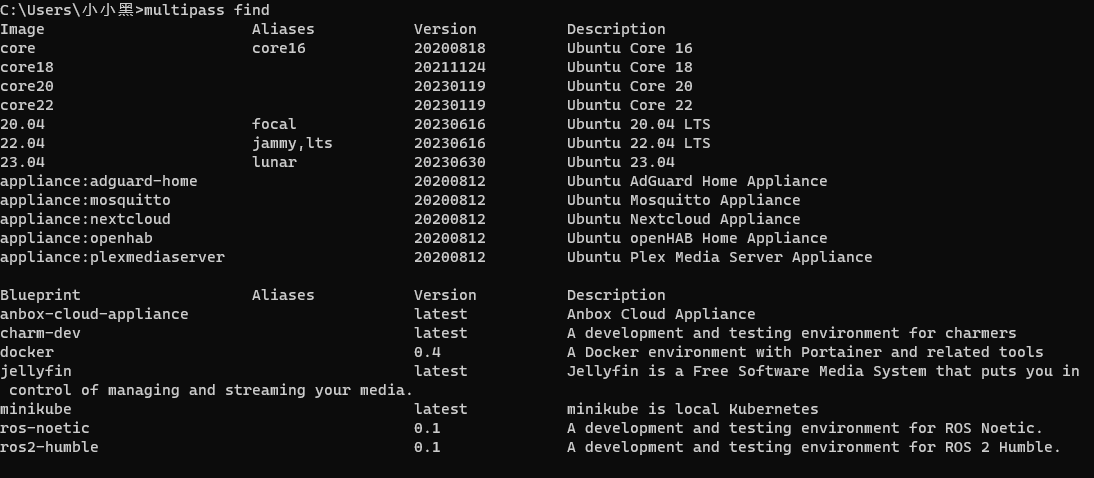 C:\Users\小小黑>multipass find
Image                       Aliases           Version          Description
core                        core16            20200818         Ubuntu Core 16
core18                                        20211124         Ubuntu Core 18
core20                                        20230119         Ubuntu Core 20
core22                                        20230119         Ubuntu Core 22
20.04                       focal             20230616         Ubuntu 20.04 LTS
22.04                       jammy,lts         20230616         Ubuntu 22.04 LTS
23.04                       lunar             20230630         Ubuntu 23.04
appliance:adguard-home                        20200812         Ubuntu AdGuard Home Appliance
appliance:mosquitto                           20200812         Ubuntu Mosquitto Appliance
appliance:nextcloud                           20200812         Ubuntu Nextcloud Appliance
appliance:openhab                             20200812         Ubuntu openHAB Home Appliance
appliance:plexmediaserver                     20200812         Ubuntu Plex Media Server Appliance

Blueprint                   Aliases           Version          Description
anbox-cloud-appliance                         latest           Anbox Cloud Appliance
charm-dev                                     latest           A development and testing environment for charmers
docker                                        0.4              A Docker environment with Portainer and related tools
jellyfin                                      latest           Jellyfin is a Free Software Media System that puts you in
 control of managing and streaming your media.
minikube                                      latest           minikube is local Kubernetes
ros-noetic                                    0.1              A development and testing environment for ROS Noetic.
ros2-humble                                   0.1              A development and testing environment for ROS 2 Humble.